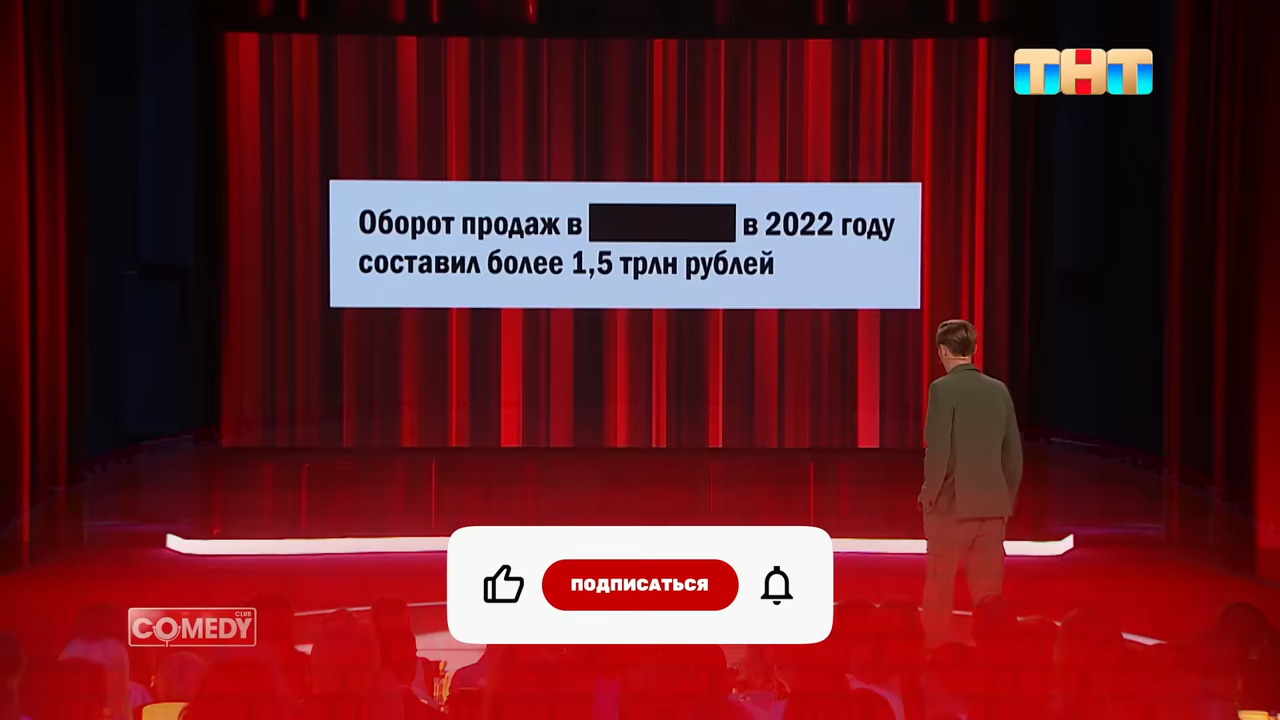 ТНТ
Оборот продаж в в 2022 году
составил более 1,5 трлн рублей
ПОДПИСАТЬСЯ
COMEDY CLUB